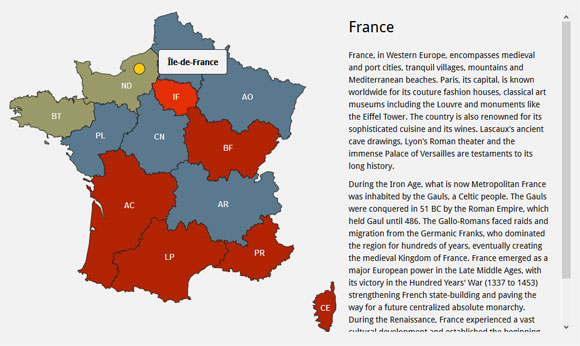 Île-de-France
ND
IF
AO
BT
PL
CN
BF
AC
AR
LP
PR
CE
France
France, in Western Europe, encompasses medieval
and port cities, tranquil villages, mountains and
Mediterranean beaches. Paris, its capital, is known
worldwide for its couture fashion houses, classical art
museums including the Louvre and monuments like
the Eiffel Tower. The country is also renowned for its
sophisticated cuisine and its wines. Lascaux's ancient
cave drawings, Lyon's Roman theater and the
immense Palace of Versailles are testaments to its
long history.
During the Iron Age, what is now Metropolitan France
was inhabited by the Gauls, a Celtic people. The Gauls
were conquered in 51 BC by the Roman Empire, which
held Gaul until 486. The Gallo-Romans faced raids and
migration from the Germanic Franks, who dominated
the region for hundreds of years, eventually creating
the medieval Kingdom of France. France emerged as a
major European power in the Late Middle Ages, with
its victory in the Hundred Years' War (1337 to 1453)
strengthening French state-building and paving the
way for a future centralized absolute monarchy.
During the Renaissance, France experienced a vast
cultural development and established the beginning